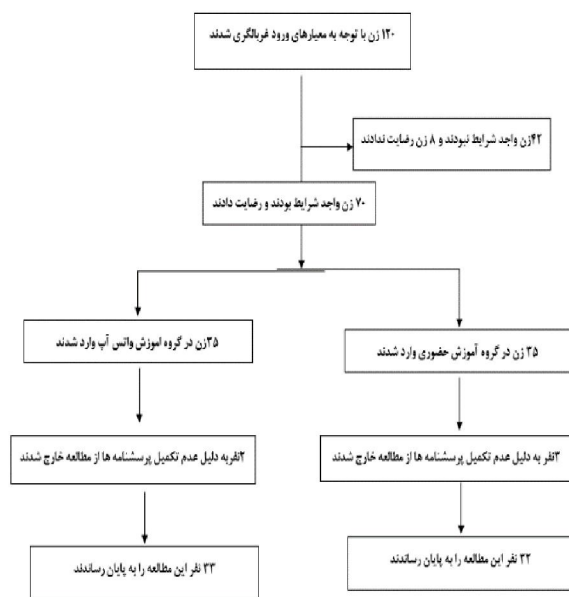 ۱۲۰ زن با توجه به معیارهای ورود غربالگری شدند
۴۲زن واجد شرایط نبودند و ۸ زن رضایت ندادند
۷۰ زن واجد شرایط بودند و رضایت دادند
۳۵ زن در گروه آموزش حضوری وارد شدند
۳۵زن در گروه اموزش واتس آپ وارد شدند
۳نفر به دلیل عدم تکمیل پرسشنامه ها از مطالعه خارج شدند
۲نفربه دلیل عدم تکمیل پرسشنامه ها از مطالعه خارج شدند
۳۲ نفر این مطالعه را به پایان رساندند
۳۳ نفر این مطالعه را به پایان رساندند